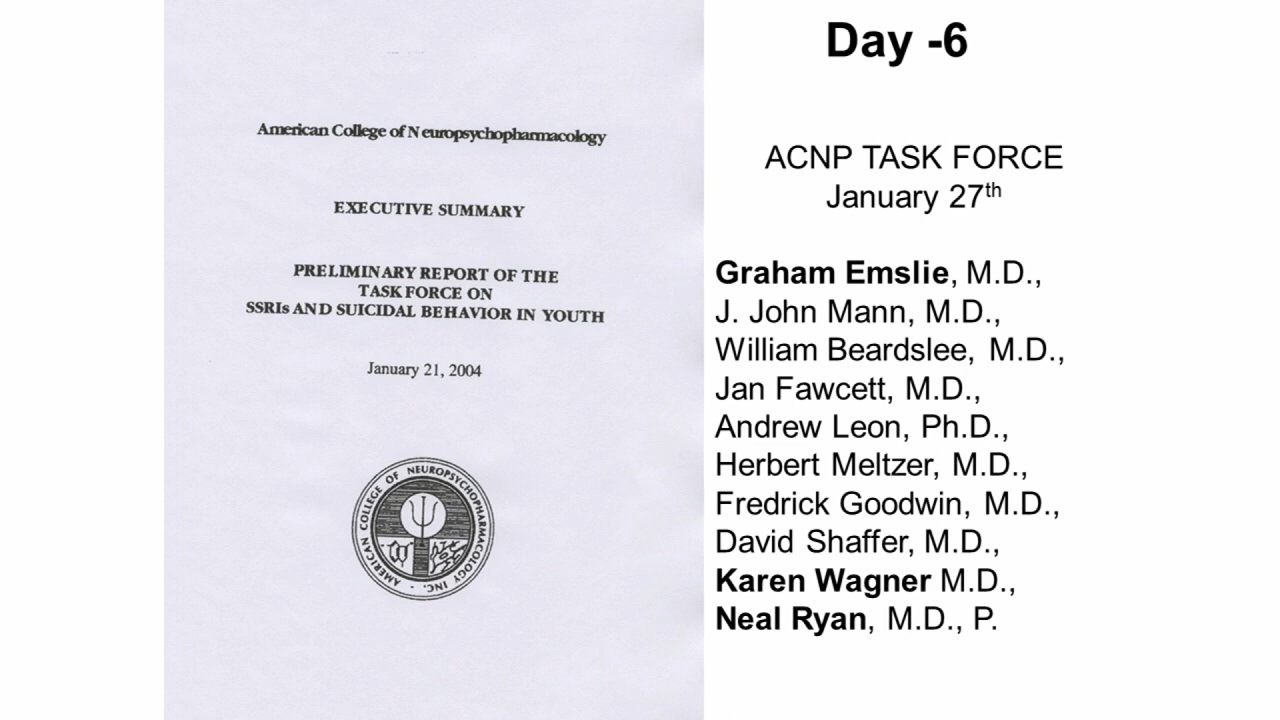 American College of Neuropsychopharmacology
EXECUTIVE SUMMARY
PRELIMINARY REPORT OF THE
TASK FORCE ON
SSRIs AND SUICIDAL BEHAVIOR IN YOUTH
January 21, 2004
AMERICAN COLLEGE OF NEUROPSYCHOPHARMACOLOGY INC.
Day -6
ACNP TASK FORCE
January 27th
Graham Emslie, M.D.,
J. John Mann, M.D.,
William Beardslee, M.D.,
Jan Fawcett, M.D.,
Andrew Leon, Ph.D.,
Herbert Meltzer, M.D.,
Fredrick Goodwin, M.D.,
David Shaffer, M.D.,
Karen Wagner M.D.,
Neal Ryan, M.D., P.